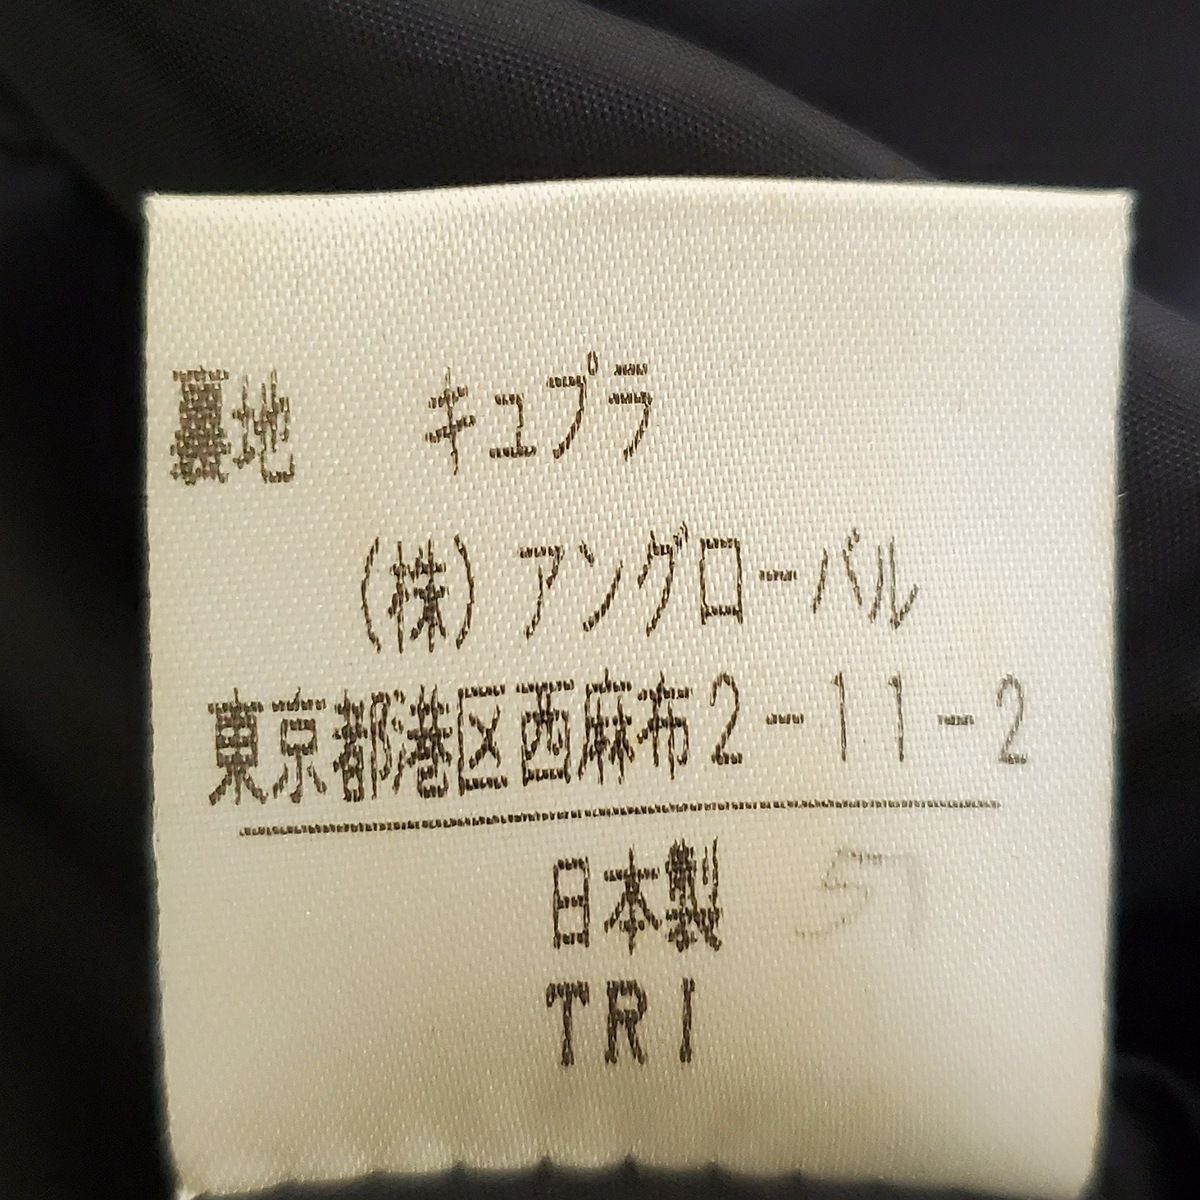 裏地　　キュプラ
(株)アングローバル
東京都港区西麻布2-11-2
日本製 57
TRI